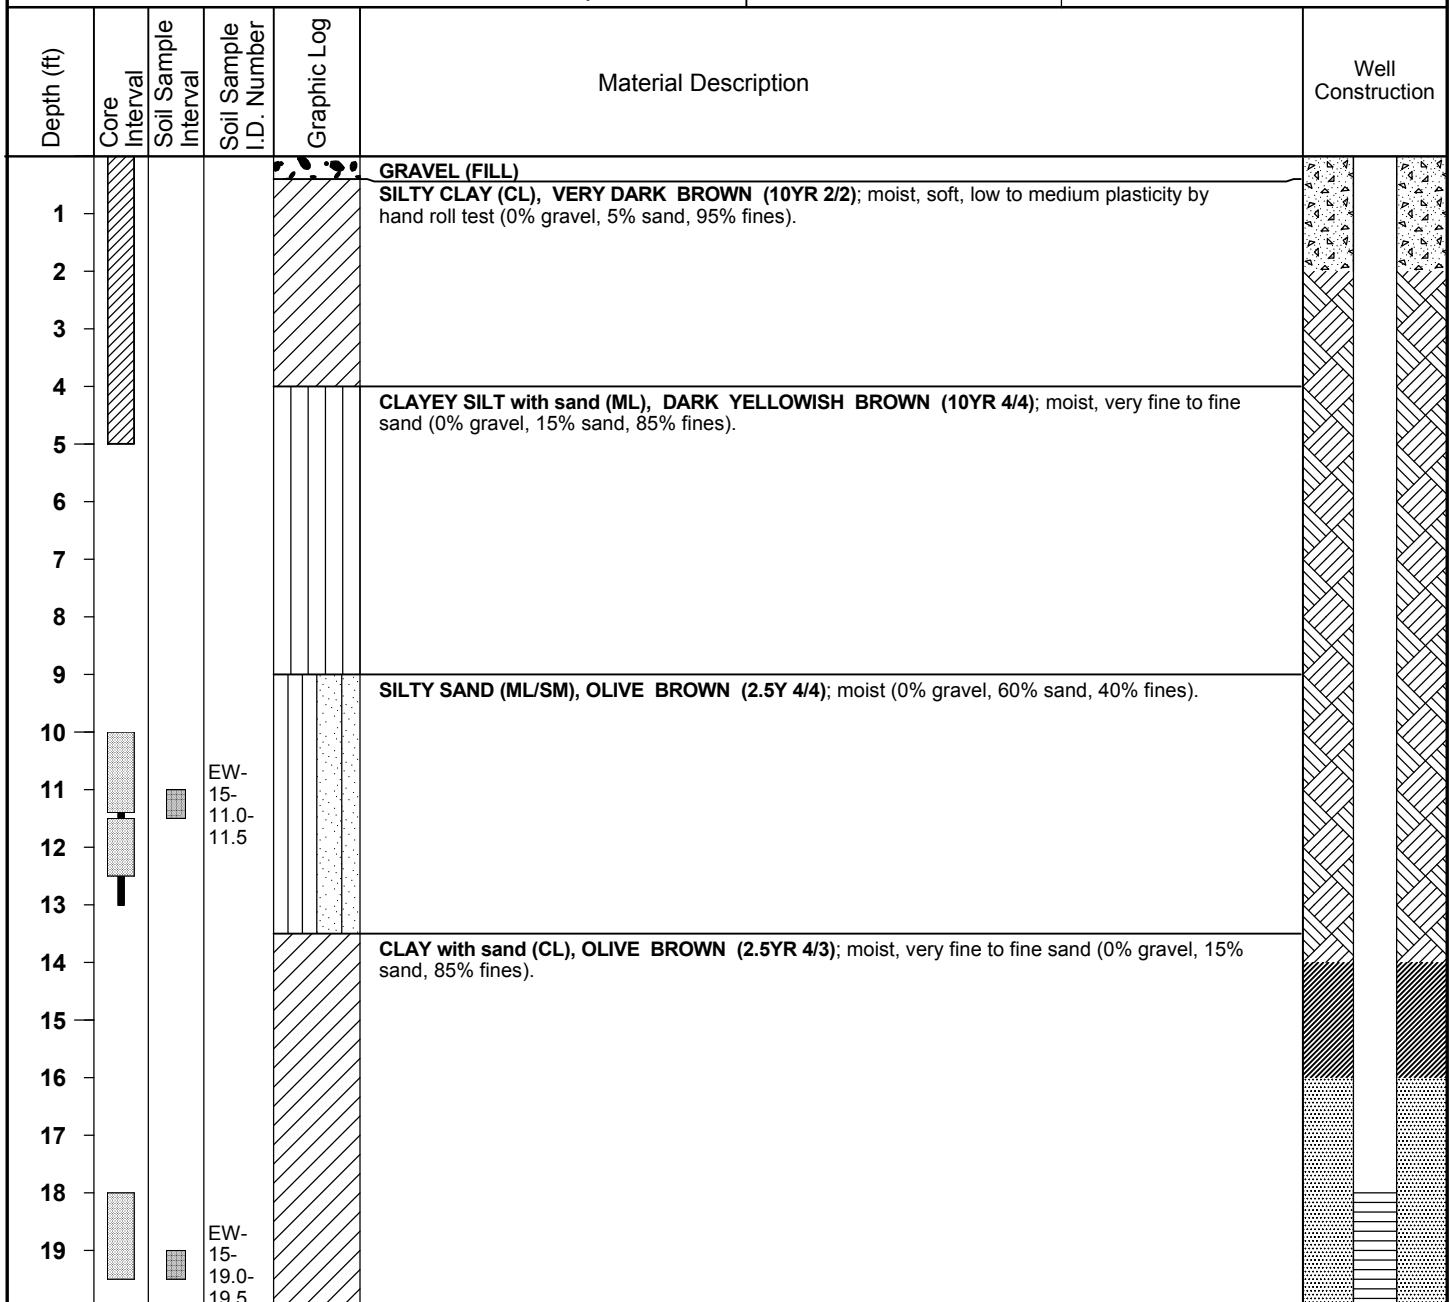 Depth (ft)
Core
Interval
Soil Sample
Interval
Soil Sample
I.D. Number
Graphic Log
Material Description
Well
Construction
GRAVEL (FILL)
SILTY CLAY (CL), VERY DARK BROWN (10YR 2/2); moist, soft, low to medium plasticity by
hand roll test (0% gravel, 5% sand, 95% fines).
1
2
3
4
CLAYEY SILT with sand (ML), DARK YELLOWISH BROWN (10YR 4/4); moist, very fine to fine
sand (0% gravel, 15% sand, 85% fines).
5
6
7
8
9
SILTY SAND (ML/SM), OLIVE BROWN (2.5Y 4/4); moist (0% gravel, 60% sand, 40% fines).
10
EW-
15-
11.0-
11.5
11
12
13
CLAY with sand (CL), OLIVE BROWN (2.5YR 4/3); moist, very fine to fine sand (0% gravel, 15%
sand, 85% fines).
14
15
16
17
18
EW-
15-
19.0-
19.5
19